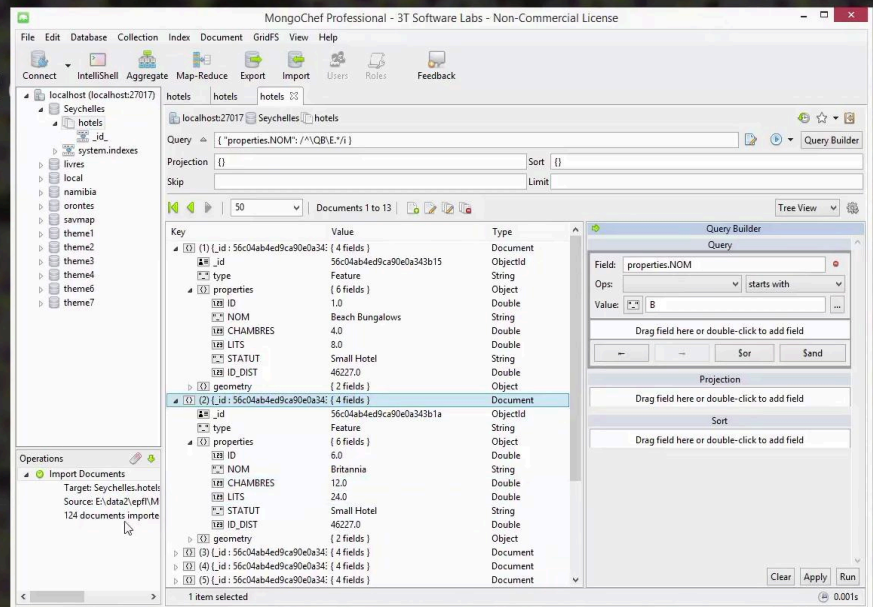 MongoChef Professional - 3T Software Labs - Non-Commercial License
File Edit Database Collection Index Document GridFS View Help
Connect IntelliShell Aggregate Map-Reduce Export Import Users Roles Feedback
localhost (localhost:27017)
Seychelles
hotels
_id_
system.indexes
livres
local
namibia
orontes
savmap
theme1
theme2
theme3
theme4
theme6
theme7
Operations
Import Documents
Target: Seychelles.hotels
Source: E:\data2\epfl\M
124 documents importe
hotels hotels hotels
localhost:27017 Seychelles hotels
Query { "properties.NOM": /^\QB\E.*/i } Query Builder
Projection {} Sort {}
Skip Limit
50 Documents 1 to 13 Tree View
Key Value Type
(1) {_id : 56c04ab4ed9ca90e0a343 { 4 fields } Document
_id 56c04ab4ed9ca90e0a343b15 ObjectId
type Feature String
properties { 6 fields } Object
ID 1.0 Double
NOM Beach Bungalows String
CHAMBRES 4.0 Double
LITS 8.0 Double
STATUT Small Hotel String
ID_DIST 46227.0 Double
geometry { 2 fields } Object
(2) {_id : 56c04ab4ed9ca90e0a343 { 4 fields } Document
_id 56c04ab4ed9ca90e0a343b1a ObjectId
type Feature String
properties { 6 fields } Object
ID 6.0 Double
NOM Britannia String
CHAMBRES 12.0 Double
LITS 24.0 Double
STATUT Small Hotel String
ID_DIST 46227.0 Double
geometry { 2 fields } Object
(3) {_id : 56c04ab4ed9ca90e0a343 { 4 fields } Document
(4) {_id : 56c04ab4ed9ca90e0a343 { 4 fields } Document
(5) {_id : 56c04ab4ed9ca90e0a343 { 4 fields } Document
Query Builder
Query
Field: properties.NOM
Ops: starts with
Value: "_" B ...
Drag field here or double-click to add field
← → $or $and
Projection
Drag field here or double-click to add field
Sort
Drag field here or double-click to add field
Clear Apply Run
1 item selected 0.001s